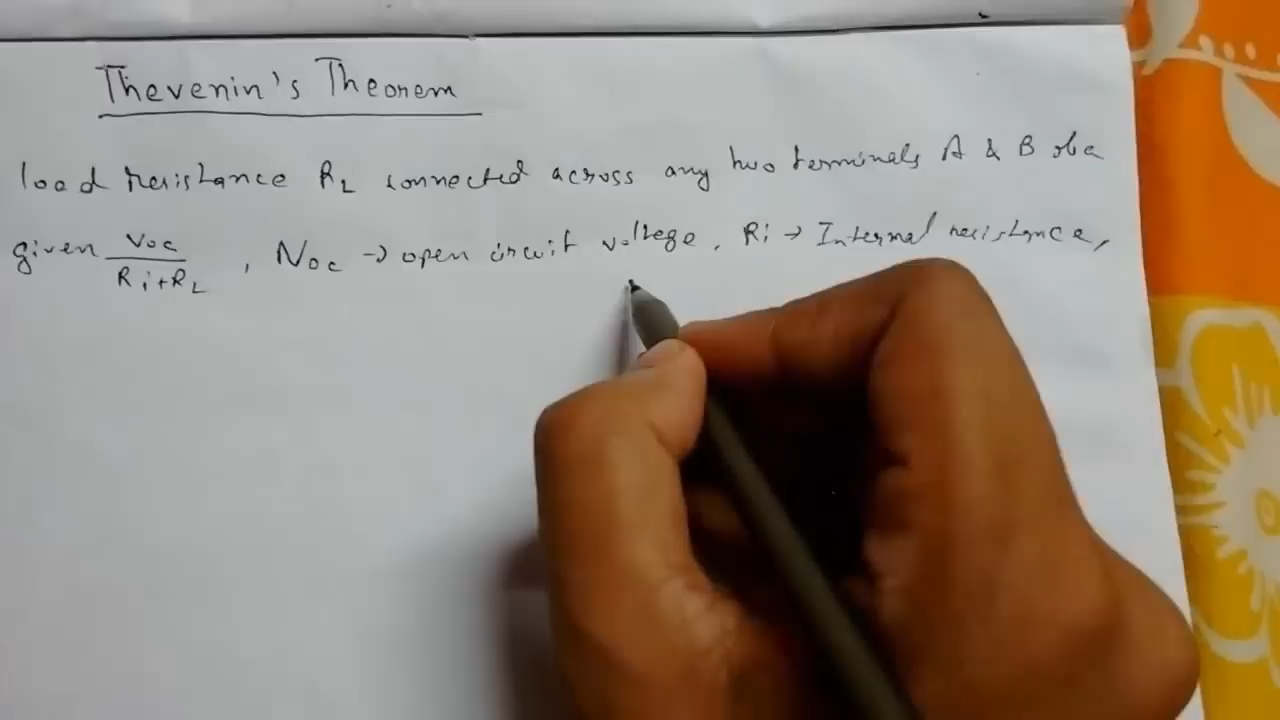 Thevenin's Theorem
load resistance RL connected across any two terminals A & B of a
given Voc / Ri+RL , Voc → open circuit voltage, Ri → Internal resistance,